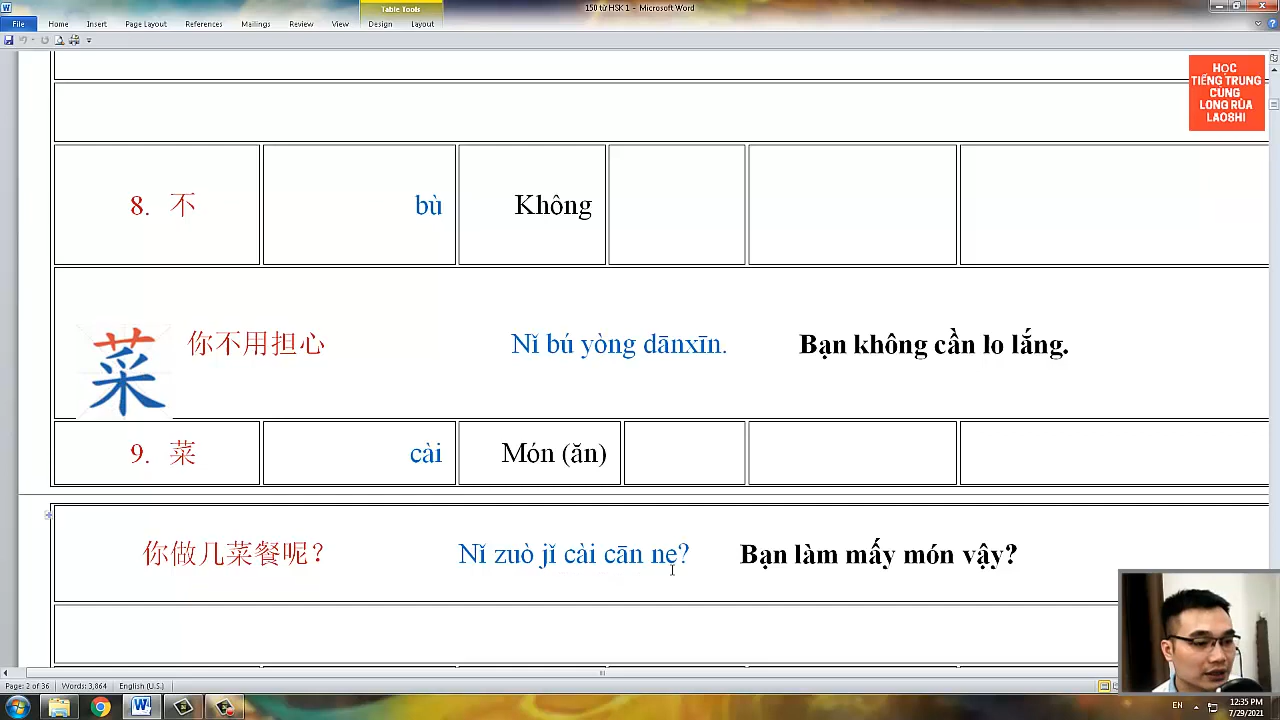 Table Tools
150 từ HSK 1 - Microsoft Word
File Home Insert Page Layout References Mailings Review View Design Layout
HỌC
TIẾNG TRUNG
CÙNG
LONG RÙA
LAOSHI
8. 不 bù Không
菜
你不用担心 Nǐ bú yòng dānxīn. Bạn không cần lo lắng.
9. 菜 cài Món (ăn)
你做几菜餐呢？ Nǐ zuò jǐ cài cān nẹ? Bạn làm mấy món vậy?
Page: 2 of 36 Words: 3,864 English (U.S.)
EN 12:35 PM
7/29/2021